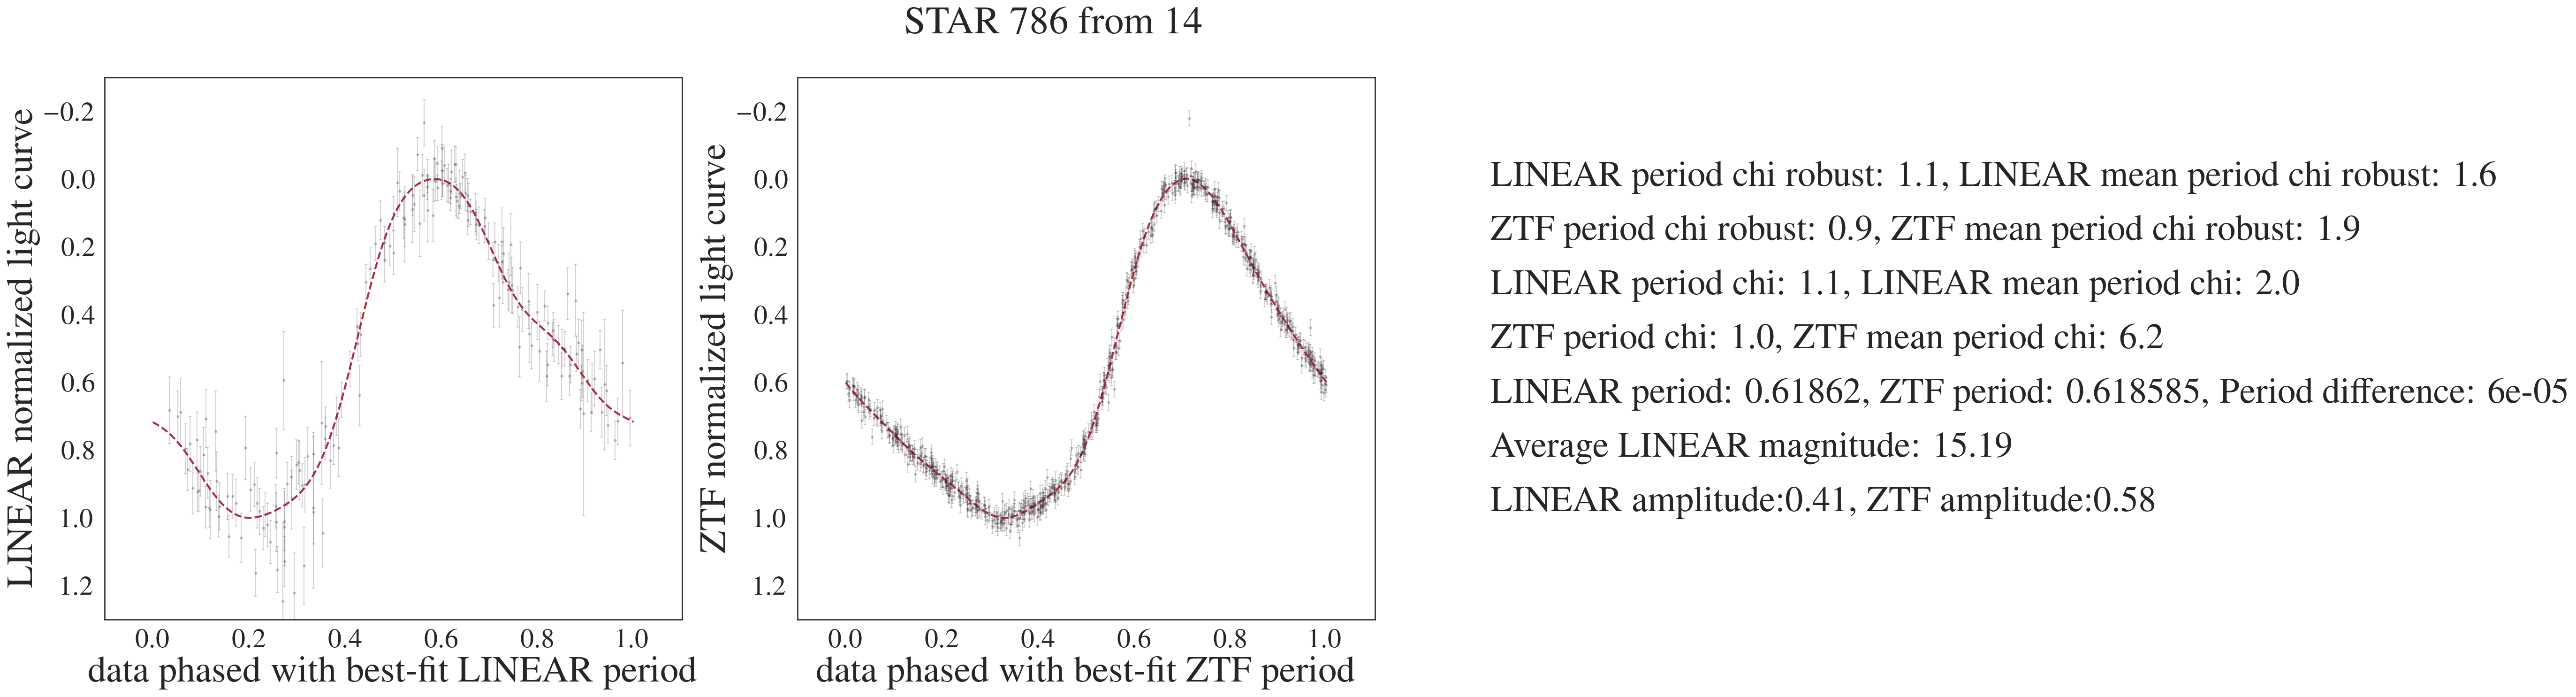 STAR 786 from 14
LINEAR normalized light curve
−0.2
0.0
0.2
0.4
0.6
0.8
1.0
1.2
0.0 0.2 0.4 0.6 0.8 1.0
data phased with best-fit LINEAR period
ZTF normalized light curve
−0.2
0.0
0.2
0.4
0.6
0.8
1.0
1.2
0.0 0.2 0.4 0.6 0.8 1.0
data phased with best-fit ZTF period
LINEAR period chi robust: 1.1, LINEAR mean period chi robust: 1.6
ZTF period chi robust: 0.9, ZTF mean period chi robust: 1.9
LINEAR period chi: 1.1, LINEAR mean period chi: 2.0
ZTF period chi: 1.0, ZTF mean period chi: 6.2
LINEAR period: 0.61862, ZTF period: 0.618585, Period difference: 6e-05
Average LINEAR magnitude: 15.19
LINEAR amplitude:0.41, ZTF amplitude:0.58